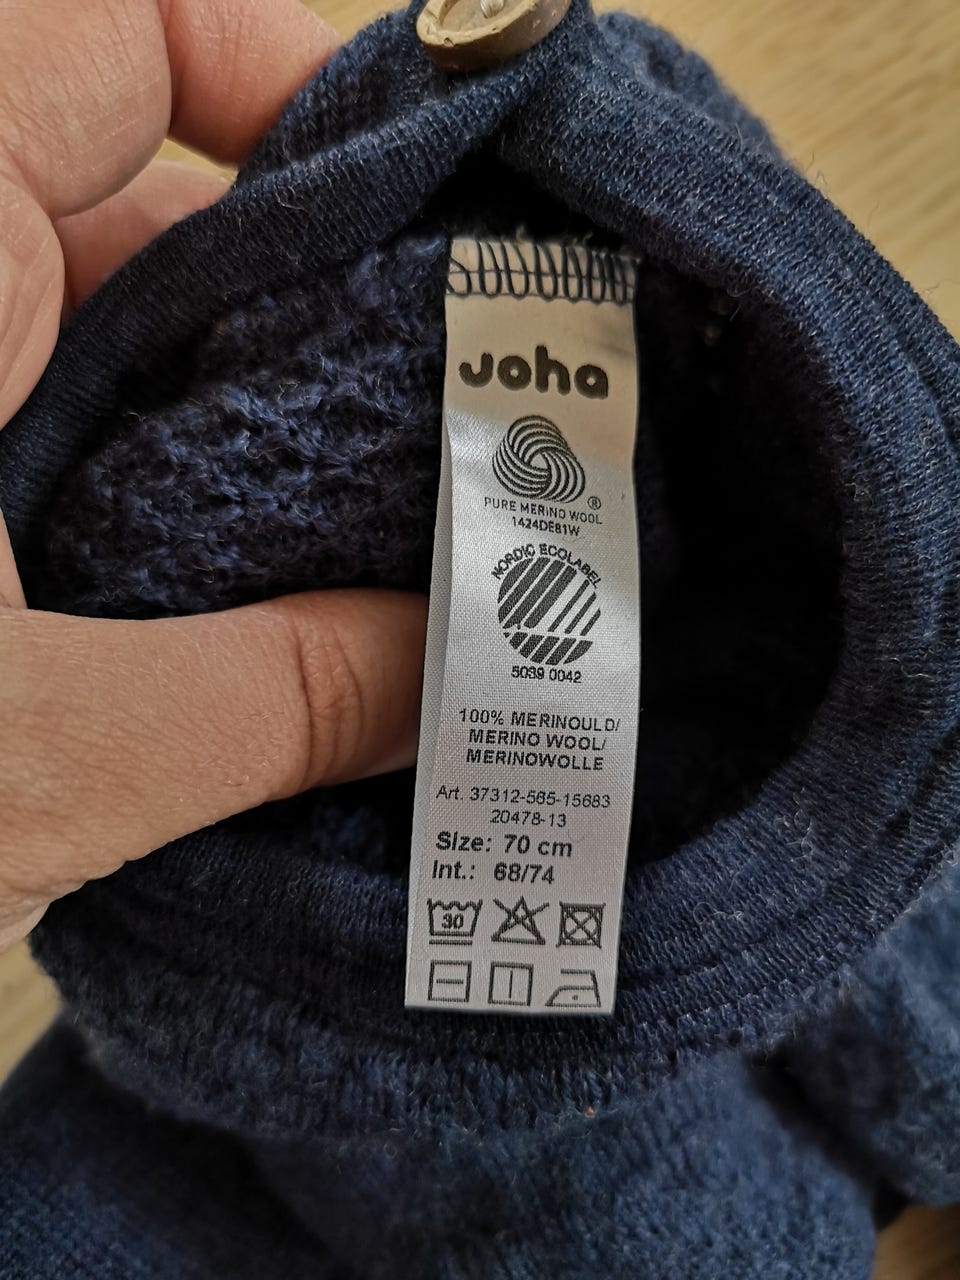 Joha
PURE MERINO WOOL ®
1424DE81W
NORDIC ECOLABEL
5039 0042
100% MERINOULD/
MERINO WOOL/
MERINOWOLLE
Art. 37312-565-15683
20478-13
Size: 70 cm
Int.: 68/74
30